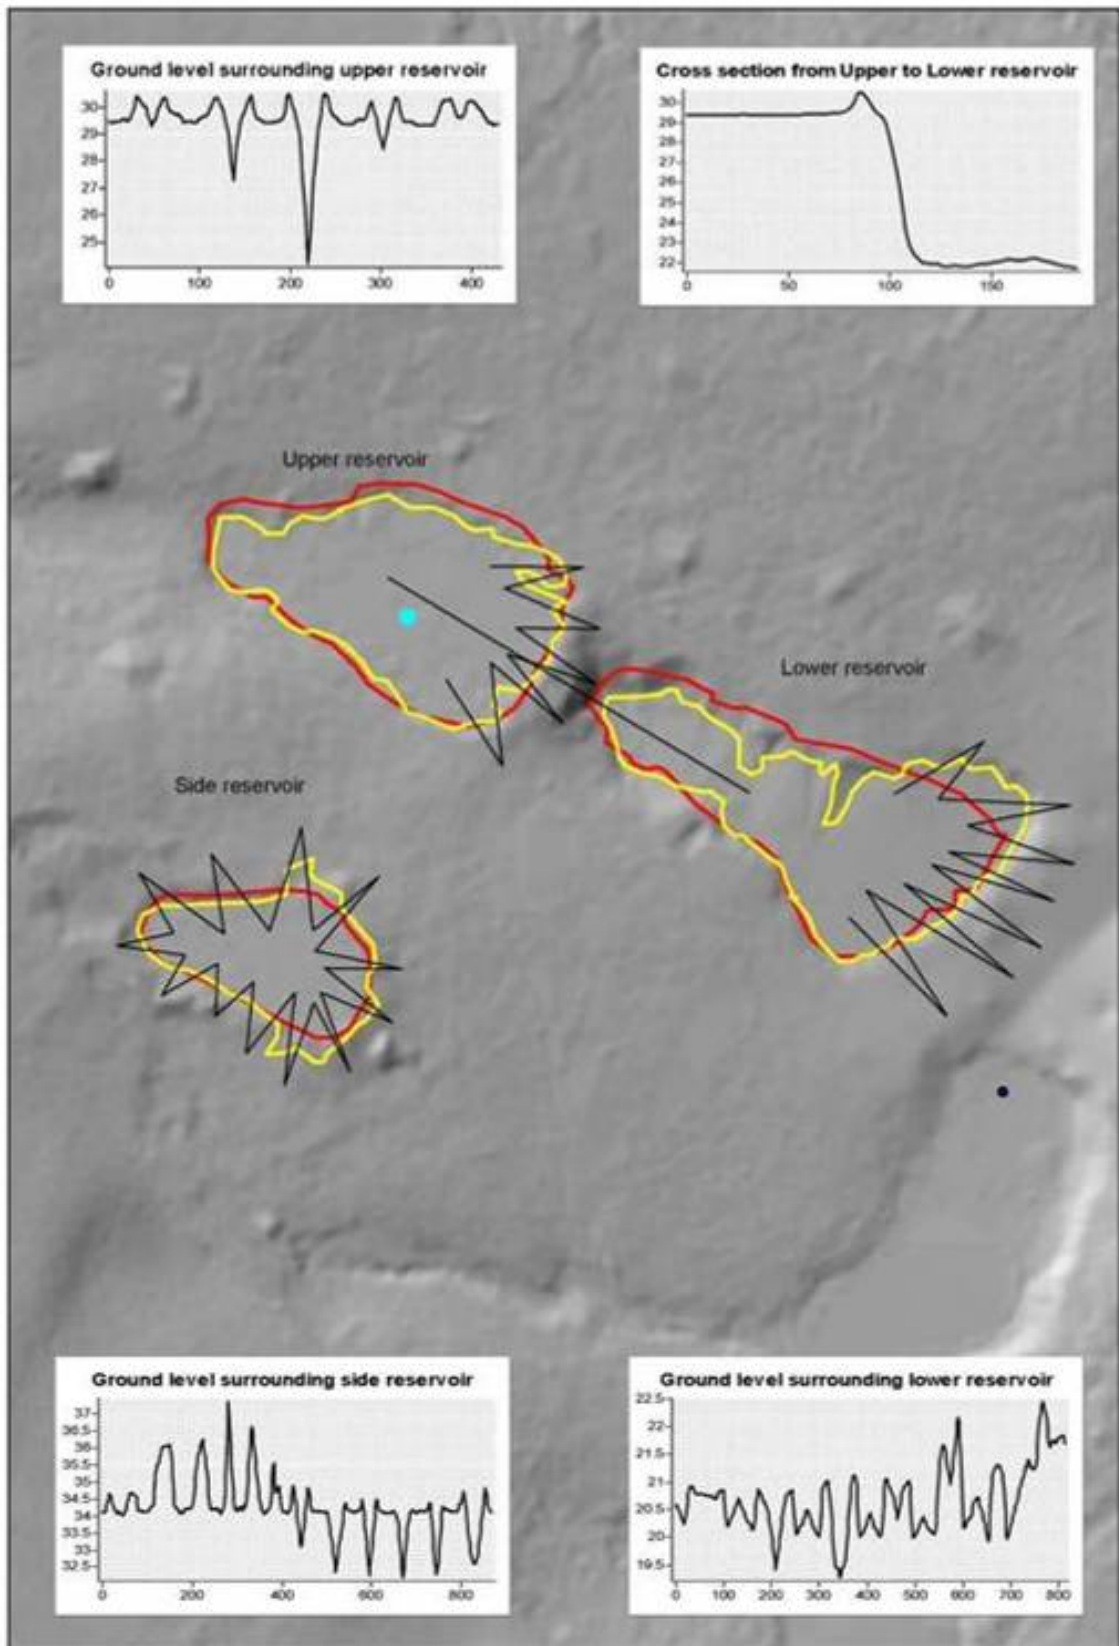 Ground level surrounding upper reservoir
30
29
28
27
26
25
0 100 200 300 400
Cross section from Upper to Lower reservoir
30
29
28
26
25
23
22
0 50 100 150
Upper reservoir
Lower reservoir
Side reservoir
Ground level surrounding side reservoir
37
36.5
36
35.5
35
34.5
34
33.5
33
32.5
0 200 400 600 800
Ground level surrounding lower reservoir
22.5
22
21.5
21
20.5
20
19.5
0 100 200 300 400 500 600 700 800